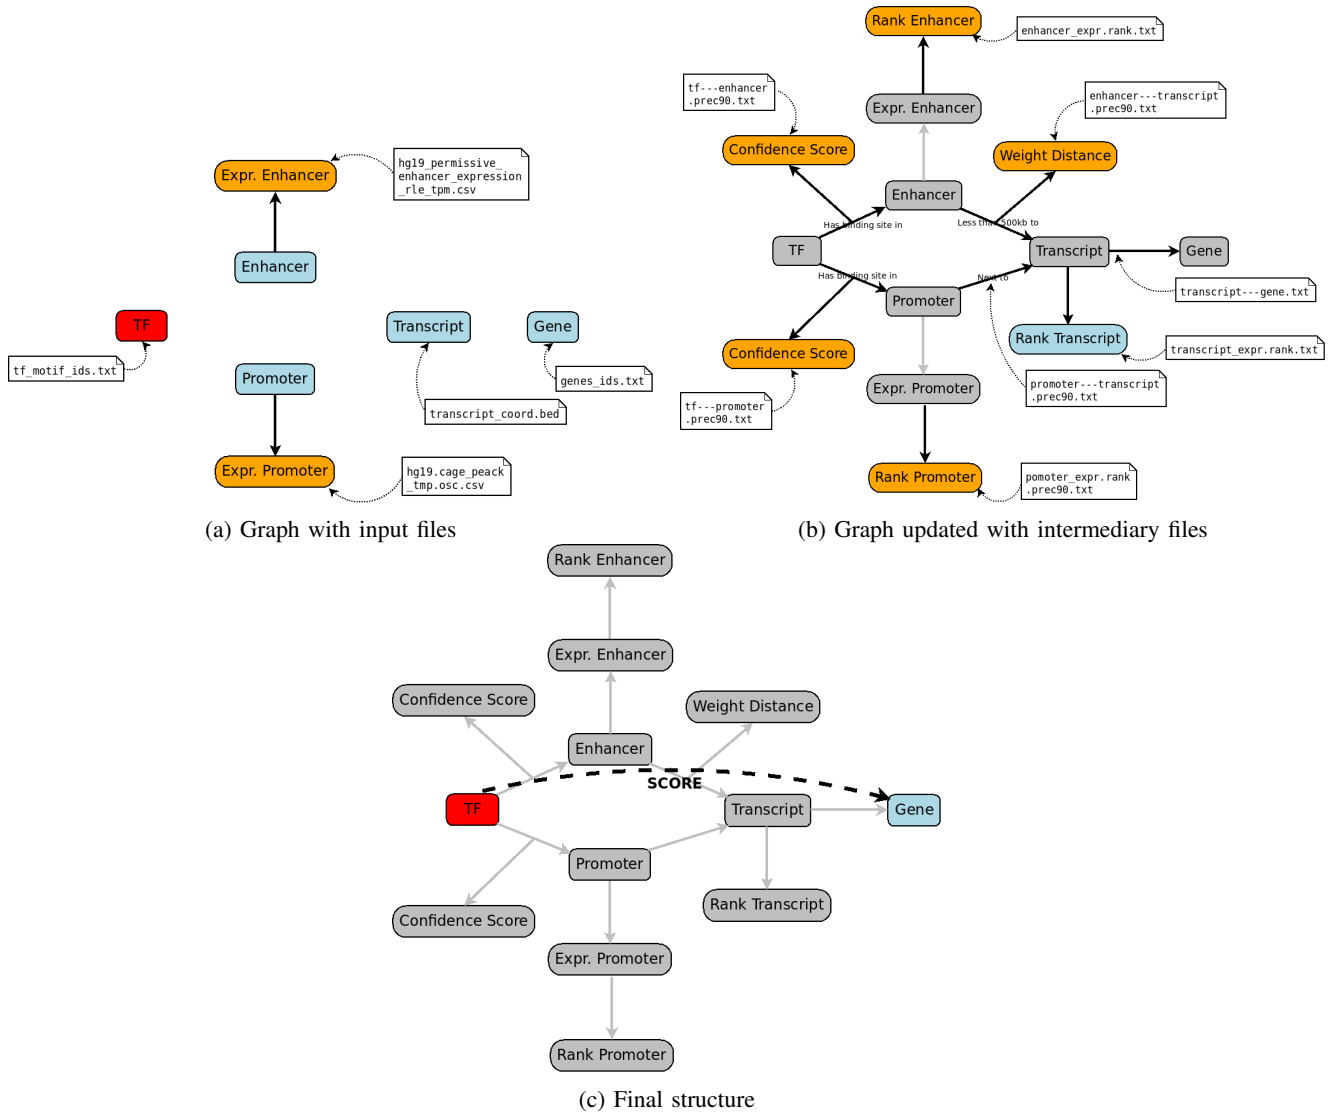 hg19_permissive_
enhancer_expression
_rle_tpm.csv
Expr. Enhancer
Enhancer
TF
Transcript
Gene
tf_motif_ids.txt
Promoter
genes_ids.txt
transcript_coord.bed
Expr. Promoter
hg19.cage_peack
_tmp.osc.csv
(a) Graph with input files
Rank Enhancer
enhancer_expr.rank.txt
tf---enhancer
.prec90.txt
Expr. Enhancer
enhancer---transcript
.prec90.txt
Confidence Score
Weight Distance
Enhancer
Has binding site in
Less than 500kb to
TF
Transcript
Gene
Has binding site in
Next to
transcript---gene.txt
Promoter
Rank Transcript
transcript_expr.rank.txt
Confidence Score
Expr. Promoter
promoter---transcript
.prec90.txt
tf---promoter
.prec90.txt
Rank Promoter
pomoter_expr.rank
.prec90.txt
(b) Graph updated with intermediary files
Rank Enhancer
Expr. Enhancer
Confidence Score
Weight Distance
Enhancer
SCORE
TF
Transcript
Gene
Promoter
Rank Transcript
Confidence Score
Expr. Promoter
Rank Promoter
(c) Final structure